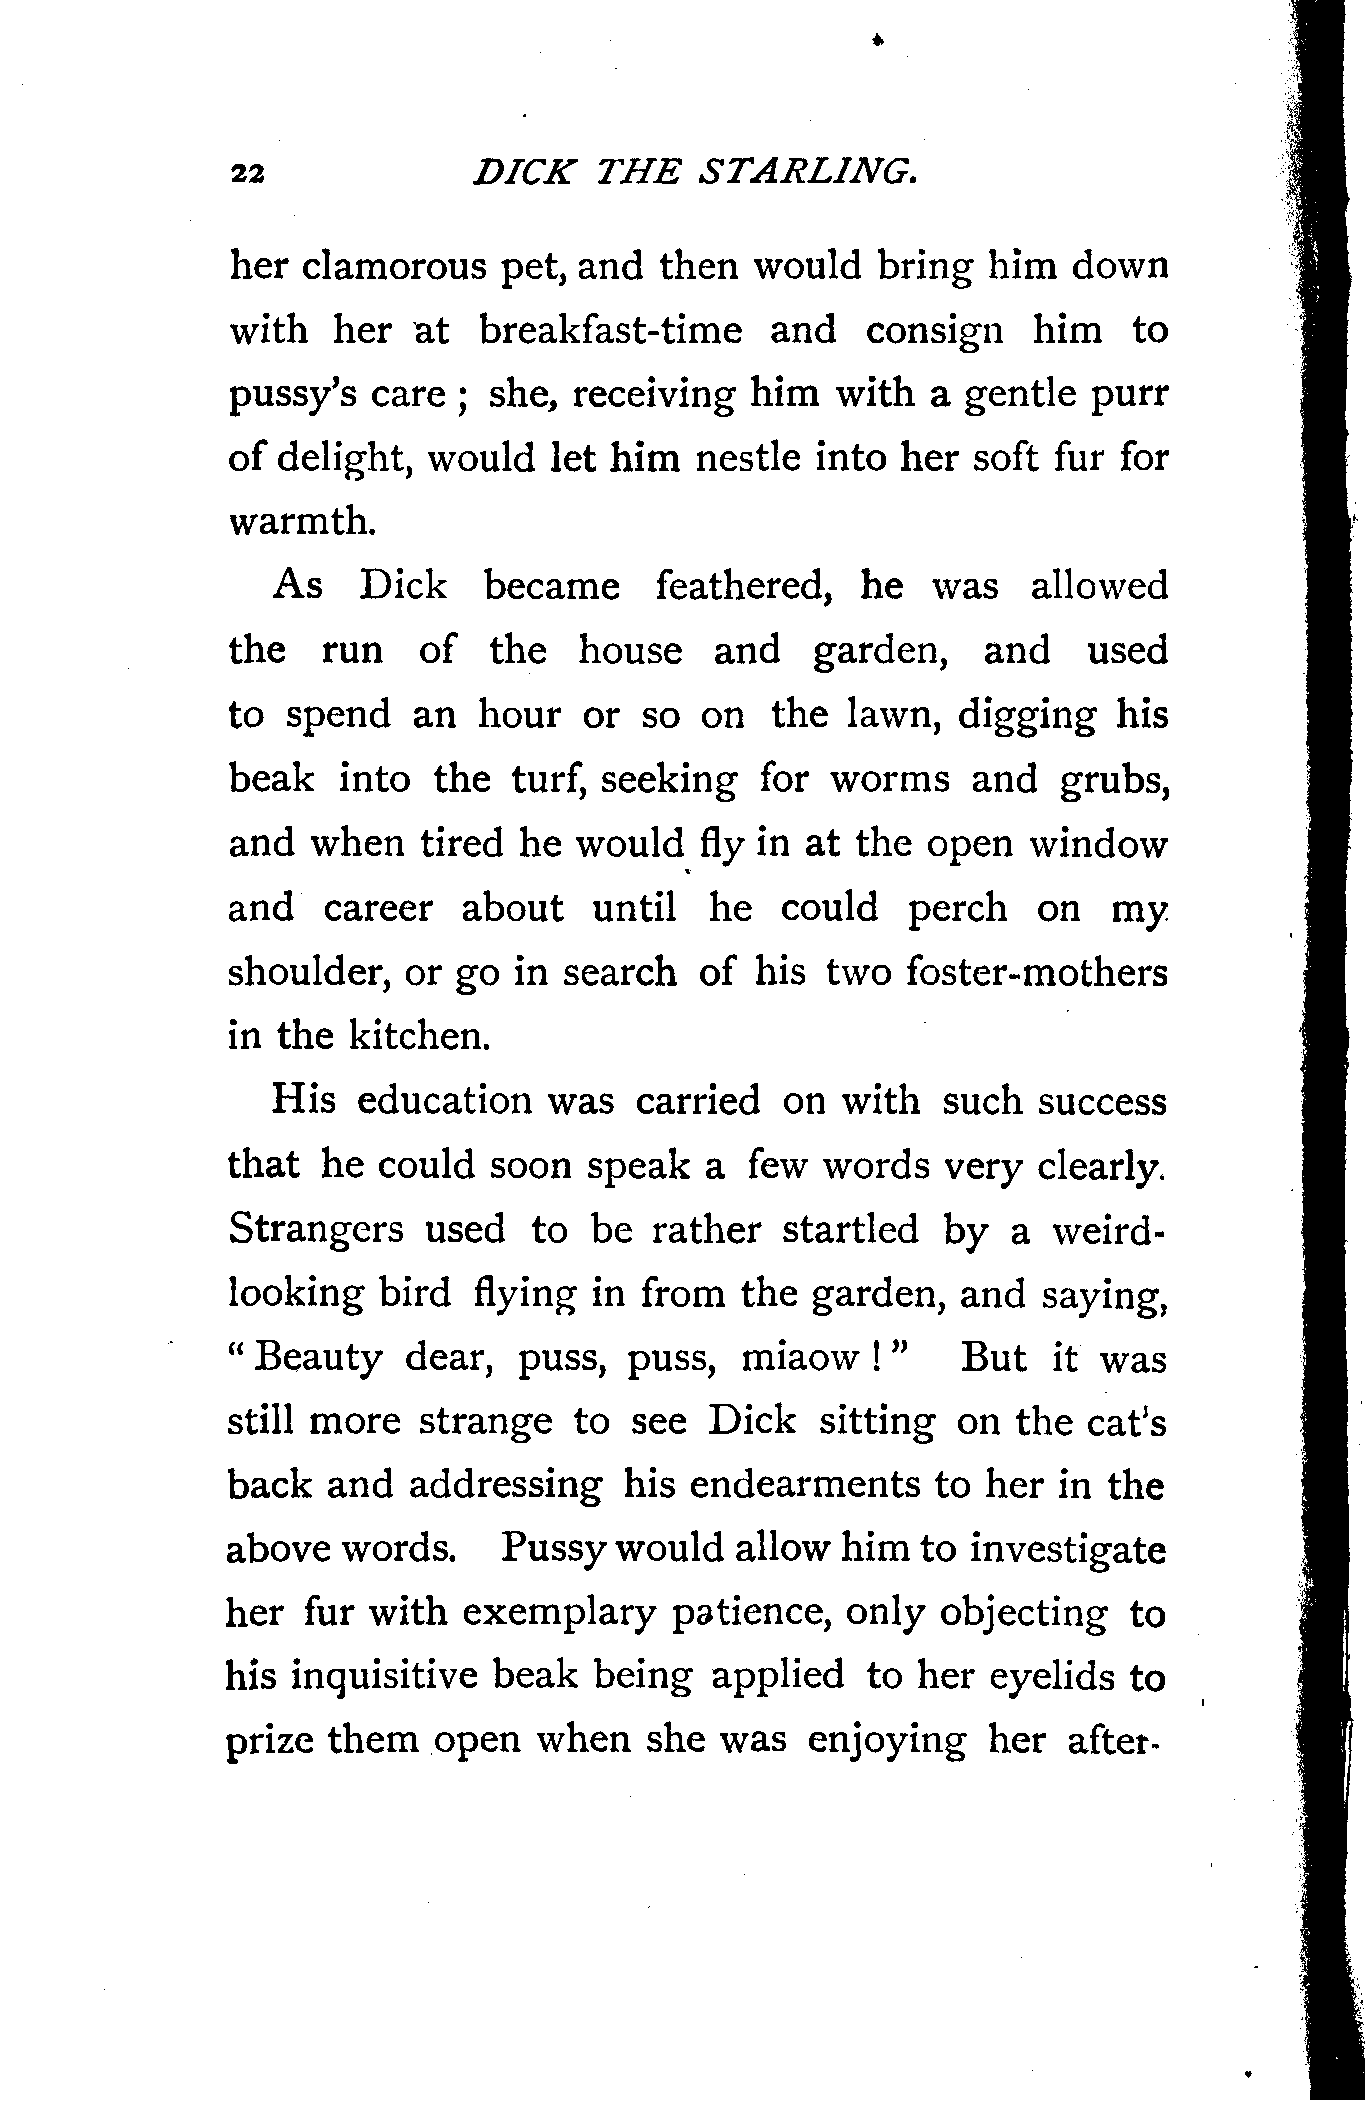 22 DICK THE STARLING.
her clamorous pet, and then would bring him down
with her at breakfast-time and consign him to
pussy's care ; she, receiving him with a gentle purr
of delight, would let him nestle into her soft fur for
warmth.
As Dick became feathered, he was allowed
the run of the house and garden, and used
to spend an hour or so on the lawn, digging his
beak into the turf, seeking for worms and grubs,
and when tired he would fly in at the open window
and career about until he could perch on my
shoulder, or go in search of his two foster-mothers
in the kitchen.
His education was carried on with such success
that he could soon speak a few words very clearly.
Strangers used to be rather startled by a weird-
looking bird flying in from the garden, and saying,
" Beauty dear, puss, puss, miaow ! " But it was
still more strange to see Dick sitting on the cat's
back and addressing his endearments to her in the
above words. Pussy would allow him to investigate
her fur with exemplary patience, only objecting to
his inquisitive beak being applied to her eyelids to
prize them open when she was enjoying her after-